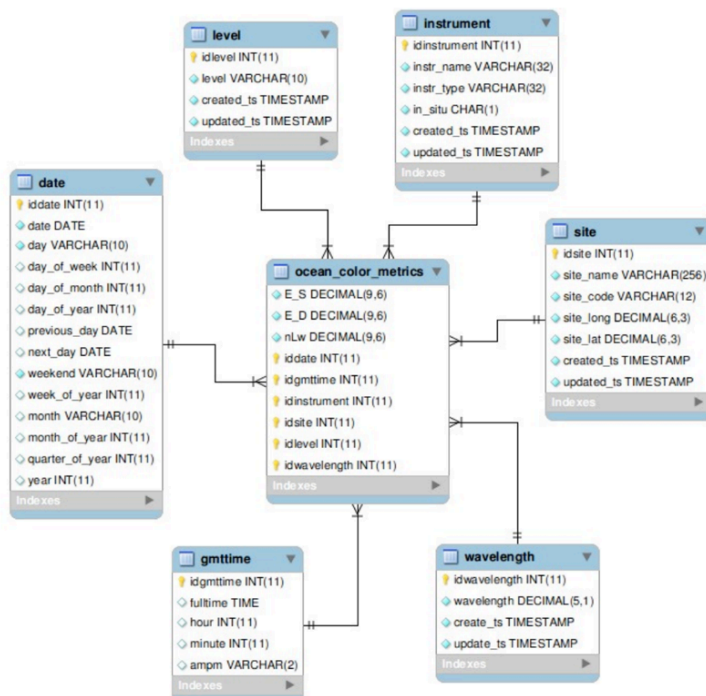 level
idlevel INT(11)
level VARCHAR(10)
created_ts TIMESTAMP
updated_ts TIMESTAMP
Indexes
instrument
idinstrument INT(11)
instr_name VARCHAR(32)
instr_type VARCHAR(32)
in_situ CHAR(1)
created_ts TIMESTAMP
updated_ts TIMESTAMP
Indexes
date
iddate INT(11)
date DATE
day VARCHAR(10)
day_of_week INT(11)
day_of_month INT(11)
day_of_year INT(11)
previous_day DATE
next_day DATE
weekend VARCHAR(10)
week_of_year INT(11)
month VARCHAR(10)
month_of_year INT(11)
quarter_of_year INT(11)
year INT(11)
Indexes
ocean_color_metrics
E_S DECIMAL(9,6)
E_D DECIMAL(9,6)
nLw DECIMAL(9,6)
iddate INT(11)
idgmttime INT(11)
idinstrument INT(11)
idsite INT(11)
idlevel INT(11)
idwavelength INT(11)
Indexes
site
idsite INT(11)
site_name VARCHAR(256)
site_code VARCHAR(12)
site_long DECIMAL(6,3)
site_lat DECIMAL(6,3)
created_ts TIMESTAMP
updated_ts TIMESTAMP
Indexes
gmttime
idgmttime INT(11)
fulltime TIME
hour INT(11)
minute INT(11)
ampm VARCHAR(2)
Indexes
wavelength
idwavelength INT(11)
wavelength DECIMAL(5,1)
create_ts TIMESTAMP
update_ts TIMESTAMP
Indexes